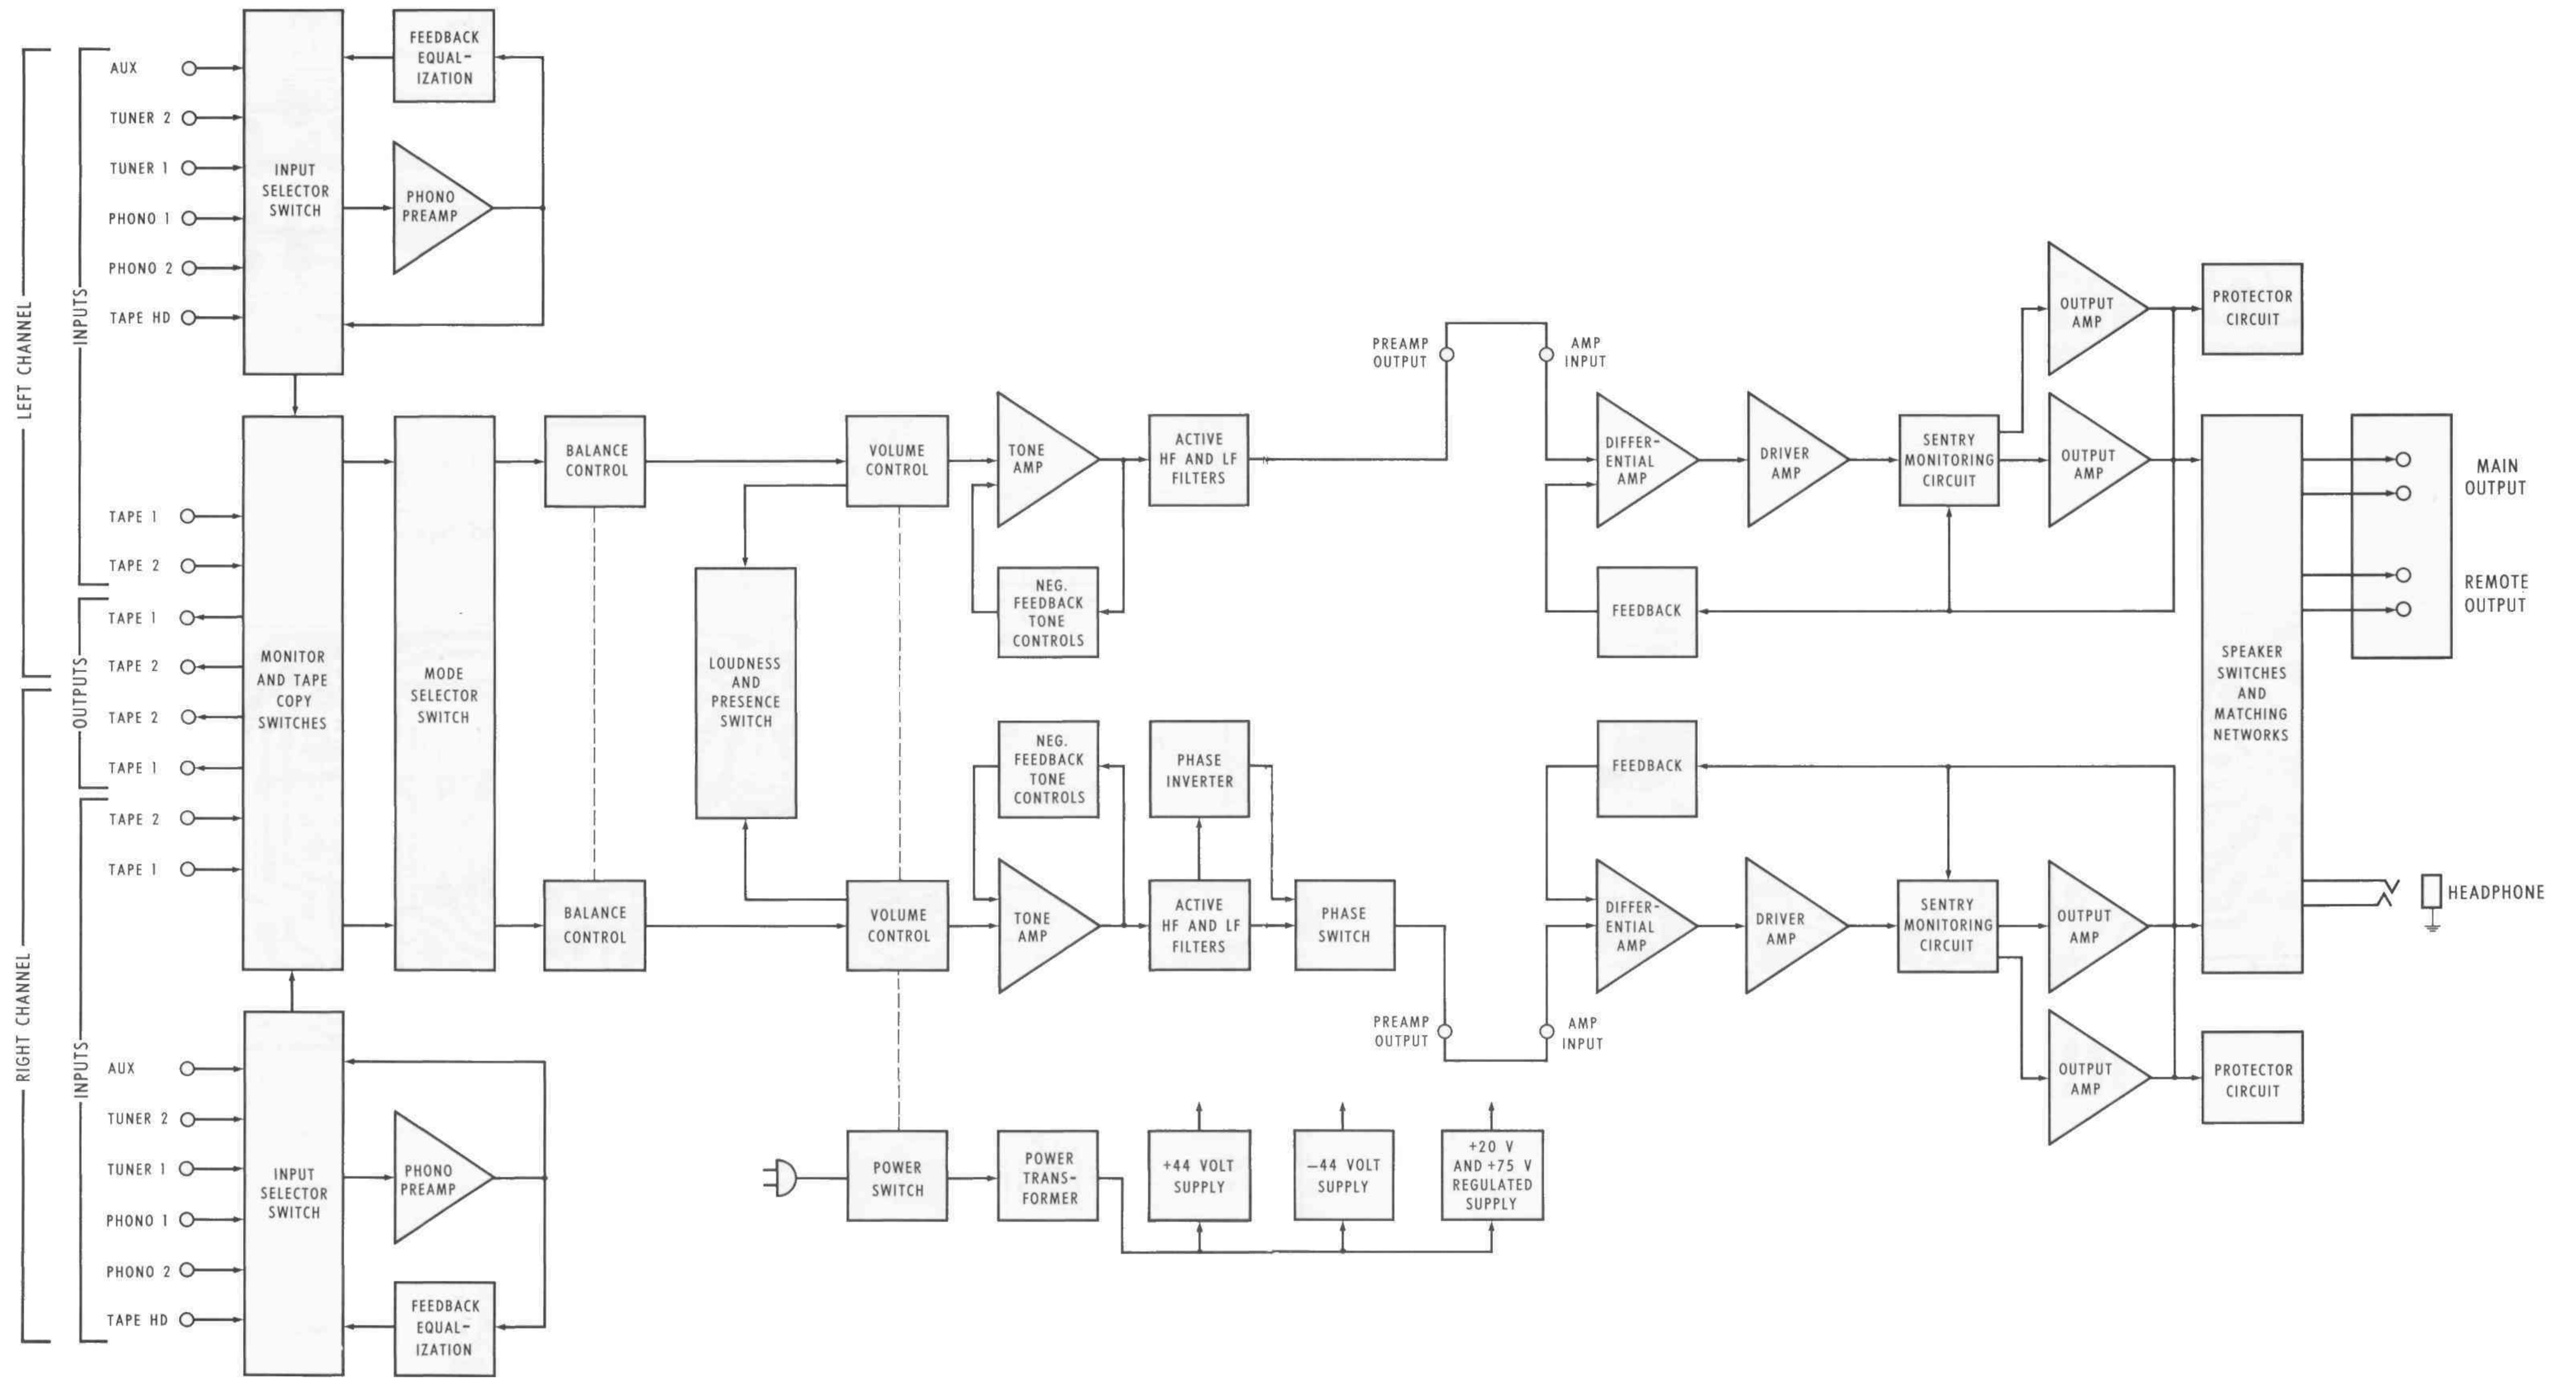 LEFT CHANNEL
INPUTS
AUX
TUNER 2
TUNER 1
PHONO 1
PHONO 2
TAPE HD
INPUT
SELECTOR
SWITCH
FEEDBACK
EQUAL-
IZATION
PHONO
PREAMP
TAPE 1
TAPE 2
OUTPUTS
TAPE 1
TAPE 2
TAPE 2
TAPE 1
RIGHT CHANNEL
INPUTS
TAPE 2
TAPE 1
MONITOR
AND TAPE
COPY
SWITCHES
MODE
SELECTOR
SWITCH
BALANCE
CONTROL
VOLUME
CONTROL
LOUDNESS
AND
PRESENCE
SWITCH
TONE
AMP
NEG.
FEEDBACK
TONE
CONTROLS
ACTIVE
HF AND LF
FILTERS
PREAMP
OUTPUT
AMP
INPUT
DIFFER-
ENTIAL
AMP
DRIVER
AMP
SENTRY
MONITORING
CIRCUIT
FEEDBACK
OUTPUT
AMP
OUTPUT
AMP
PROTECTOR
CIRCUIT
SPEAKER
SWITCHES
AND
MATCHING
NETWORKS
MAIN
OUTPUT
REMOTE
OUTPUT
HEADPHONE
BALANCE
CONTROL
VOLUME
CONTROL
NEG.
FEEDBACK
TONE
CONTROLS
TONE
AMP
PHASE
INVERTER
ACTIVE
HF AND LF
FILTERS
PHASE
SWITCH
PREAMP
OUTPUT
AMP
INPUT
FEEDBACK
DIFFER-
ENTIAL
AMP
DRIVER
AMP
SENTRY
MONITORING
CIRCUIT
OUTPUT
AMP
OUTPUT
AMP
PROTECTOR
CIRCUIT
AUX
TUNER 2
TUNER 1
PHONO 1
PHONO 2
TAPE HD
INPUT
SELECTOR
SWITCH
PHONO
PREAMP
FEEDBACK
EQUAL-
IZATION
POWER
SWITCH
POWER
TRANS-
FORMER
+44 VOLT
SUPPLY
–44 VOLT
SUPPLY
+20 V
AND +75 V
REGULATED
SUPPLY